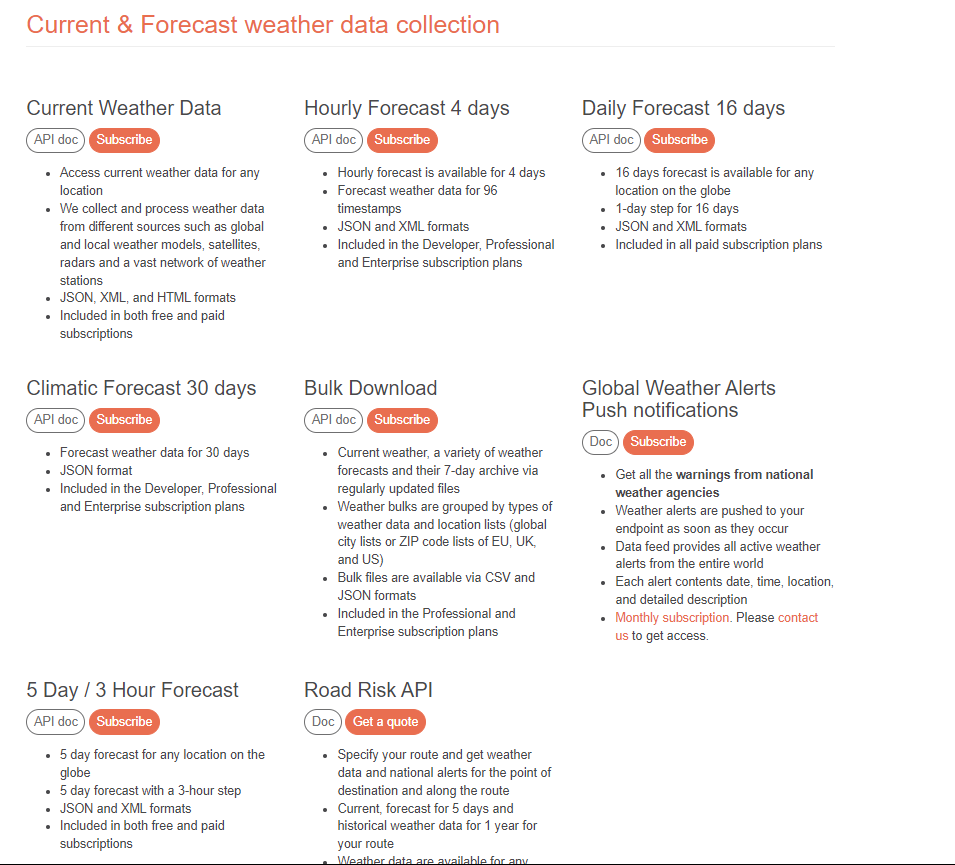 Current & Forecast weather data collection
Current Weather Data
API doc Subscribe
Access current weather data for any
location
We collect and process weather data
from different sources such as global
and local weather models, satellites,
radars and a vast network of weather
stations
JSON, XML, and HTML formats
Included in both free and paid
subscriptions
Hourly Forecast 4 days
API doc Subscribe
Hourly forecast is available for 4 days
Forecast weather data for 96
timestamps
JSON and XML formats
Included in the Developer, Professional
and Enterprise subscription plans
Daily Forecast 16 days
API doc Subscribe
16 days forecast is available for any
location on the globe
1-day step for 16 days
JSON and XML formats
Included in all paid subscription plans
Climatic Forecast 30 days
API doc Subscribe
Forecast weather data for 30 days
JSON format
Included in the Developer, Professional
and Enterprise subscription plans
Bulk Download
API doc Subscribe
Current weather, a variety of weather
forecasts and their 7-day archive via
regularly updated files
Weather bulks are grouped by types of
weather data and location lists (global
city lists or ZIP code lists of EU, UK,
and US)
Bulk files are available via CSV and
JSON formats
Included in the Professional and
Enterprise subscription plans
Global Weather Alerts
Push notifications
Doc Subscribe
Get all the warnings from national
weather agencies
Weather alerts are pushed to your
endpoint as soon as they occur
Data feed provides all active weather
alerts from the entire world
Each alert contents date, time, location,
and detailed description
Monthly subscription. Please contact
us to get access.
5 Day / 3 Hour Forecast
API doc Subscribe
5 day forecast for any location on the
globe
5 day forecast with a 3-hour step
JSON and XML formats
Included in both free and paid
subscriptions
Road Risk API
Doc Get a quote
Specify your route and get weather
data and national alerts for the point of
destination and along the route
Current, forecast for 5 days and
historical weather data for 1 year for
your route
Weather data are available for any